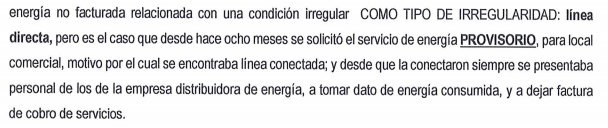 energía no facturada relacionada con una condición irregular COMO TIPO DE IRREGULARIDAD: línea
directa, pero es el caso que desde hace ocho meses se solicitó el servicio de energía PROVISORIO, para local
comercial, motivo por el cual se encontraba línea conectada; y desde que la conectaron siempre se presentaba
personal de los de la empresa distribuidora de energía, a tomar dato de energía consumida, y a dejar factura
de cobro de servicios.